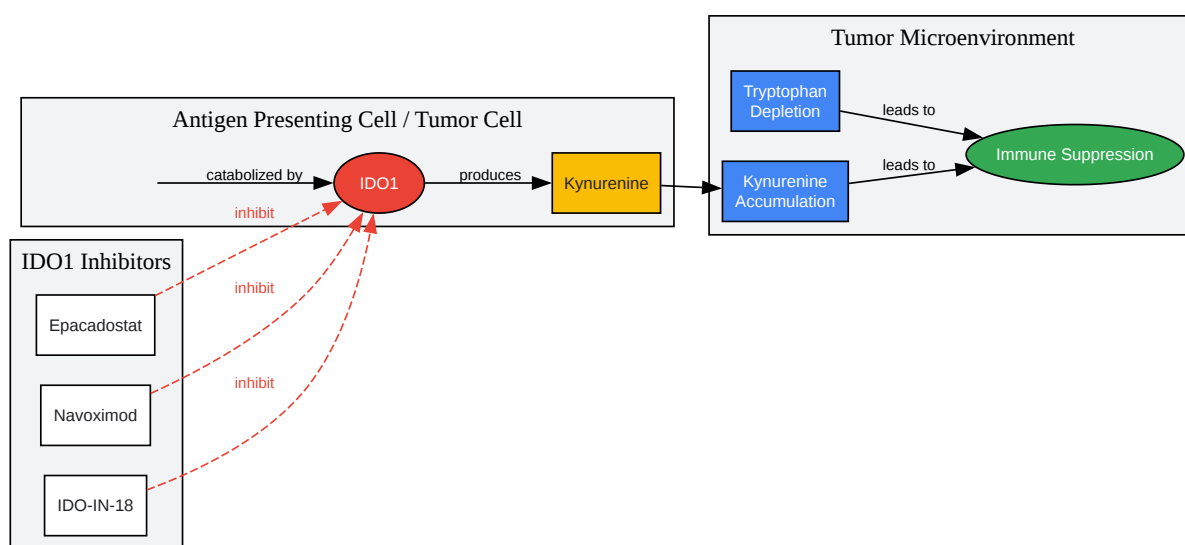 Tumor Microenvironment
Tryptophan
Depletion
leads to
Immune Suppression
Kynurenine
Accumulation
leads to
Antigen Presenting Cell / Tumor Cell
catabolized by
IDO1
produces
Kynurenine
inhibit
IDO1 Inhibitors
Epacadostat
inhibit
Navoximod
inhibit
IDO-IN-18